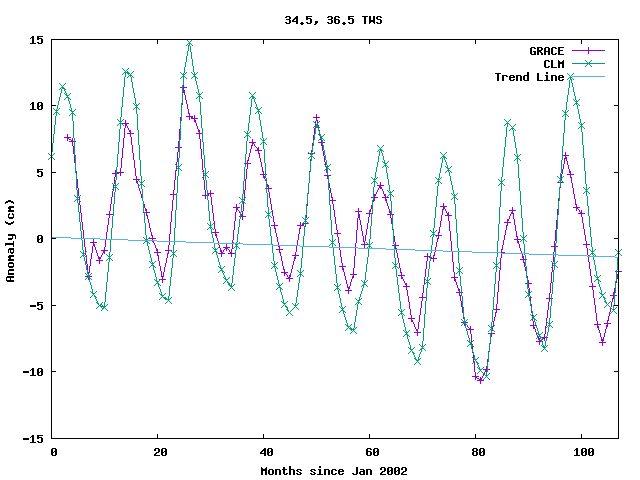 34.5, 36.5 TWS
GRACE
CLM
Trend Line
15
10
5
0
-5
-10
-15
Anomaly (cm)
0 20 40 60 80 100
Months since Jan 2002